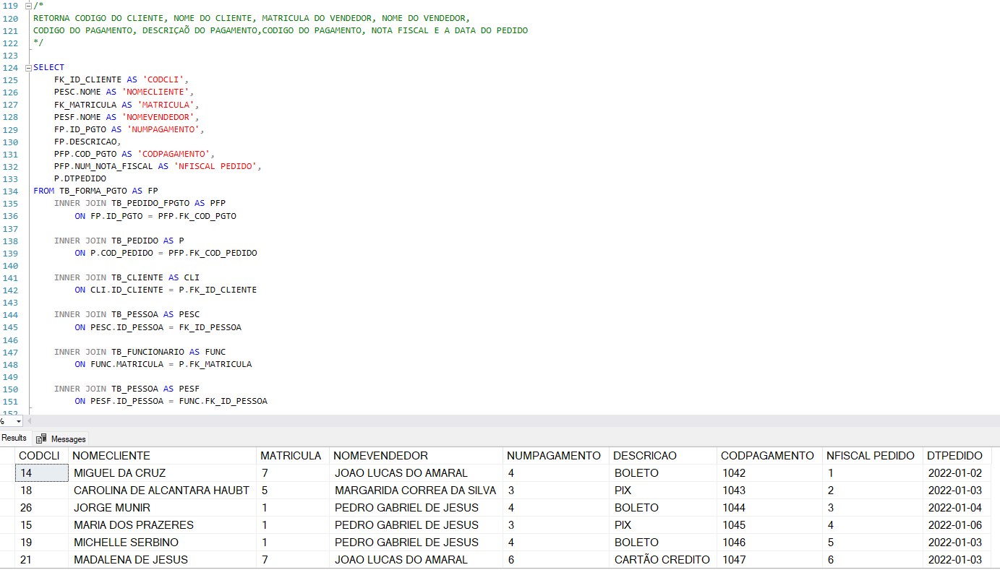 119 /*
120 RETORNA CODIGO DO CLIENTE, NOME DO CLIENTE, MATRICULA DO VENDEDOR, NOME DO VENDEDOR,
121 CODIGO DO PAGAMENTO, DESCRIÇAÕ DO PAGAMENTO,CODIGO DO PAGAMENTO, NOTA FISCAL E A DATA DO PEDIDO
122 */
123
124 SELECT
125 FK_ID_CLIENTE AS 'CODCLI',
126 PESC.NOME AS 'NOMECLIENTE',
127 FK_MATRICULA AS 'MATRICULA',
128 PESF.NOME AS 'NOMEVENDEDOR',
129 FP.ID_PGTO AS 'NUMPAGAMENTO',
130 FP.DESCRICAO,
131 PFP.COD_PGTO AS 'CODPAGAMENTO',
132 PFP.NUM_NOTA_FISCAL AS 'NFISCAL PEDIDO',
133 P.DTPEDIDO
134 FROM TB_FORMA_PGTO AS FP
135 INNER JOIN TB_PEDIDO_FPGTO AS PFP
136 ON FP.ID_PGTO = PFP.FK_COD_PGTO
137
138 INNER JOIN TB_PEDIDO AS P
139 ON P.COD_PEDIDO = PFP.FK_COD_PEDIDO
140
141 INNER JOIN TB_CLIENTE AS CLI
142 ON CLI.ID_CLIENTE = P.FK_ID_CLIENTE
143
144 INNER JOIN TB_PESSOA AS PESC
145 ON PESC.ID_PESSOA = FK_ID_PESSOA
146
147 INNER JOIN TB_FUNCIONARIO AS FUNC
148 ON FUNC.MATRICULA = P.FK_MATRICULA
149
150 INNER JOIN TB_PESSOA AS PESF
151 ON PESF.ID_PESSOA = FUNC.FK_ID_PESSOA
152
%
Results Messages
CODCLI NOMECLIENTE MATRICULA NOMEVENDEDOR NUMPAGAMENTO DESCRICAO CODPAGAMENTO NFISCAL PEDIDO DTPEDIDO
14 MIGUEL DA CRUZ 7 JOAO LUCAS DO AMARAL 4 BOLETO 1042 1 2022-01-02
18 CAROLINA DE ALCANTARA HAUBT 5 MARGARIDA CORREA DA SILVA 3 PIX 1043 2 2022-01-03
26 JORGE MUNIR 1 PEDRO GABRIEL DE JESUS 4 BOLETO 1044 3 2022-01-04
15 MARIA DOS PRAZERES 1 PEDRO GABRIEL DE JESUS 3 PIX 1045 4 2022-01-06
19 MICHELLE SERBINO 1 PEDRO GABRIEL DE JESUS 4 BOLETO 1046 5 2022-01-03
21 MADALENA DE JESUS 7 JOAO LUCAS DO AMARAL 6 CARTÃO CREDITO 1047 6 2022-01-03